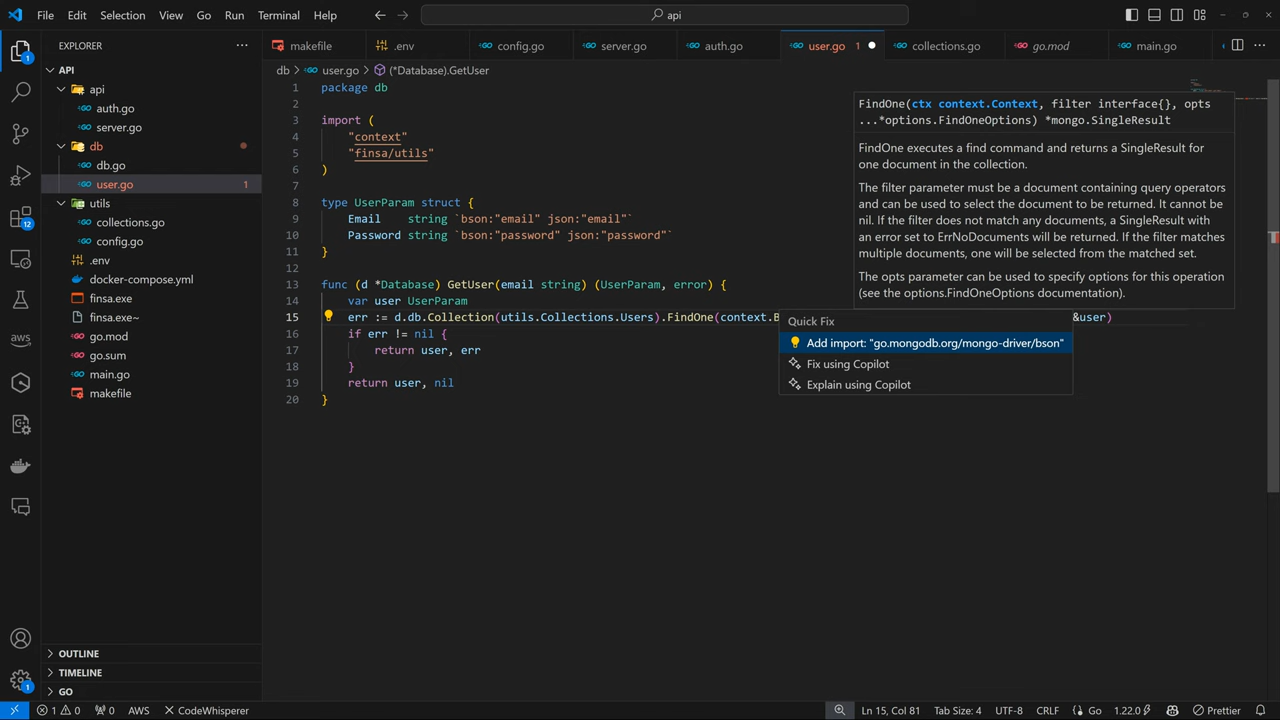 File Edit Selection View Go Run Terminal Help
api
EXPLORER
makefile
.env
config.go
server.go
auth.go
user.go 1
collections.go
go.mod
main.go
db > user.go > (*Database).GetUser
API
api
auth.go
server.go
db
db.go
user.go 1
utils
collections.go
config.go
.env
docker-compose.yml
finsa.exe
finsa.exe~
go.mod
go.sum
main.go
makefile
OUTLINE
TIMELINE
GO
1
12
aws
1
1 package db
2
3 import (
4 "context"
5 "finsa/utils"
6 )
7
8 type UserParam struct {
9 Email string `bson:"email" json:"email"`
10 Password string `bson:"password" json:"password"`
11 }
12
13 func (d *Database) GetUser(email string) (UserParam, error) {
14 var user UserParam
15 err := d.db.Collection(utils.Collections.Users).FindOne(context.B &user)
16 if err != nil {
17 return user, err
18 }
19 return user, nil
20 }
FindOne(ctx context.Context, filter interface{}, opts
...*options.FindOneOptions) *mongo.SingleResult
FindOne executes a find command and returns a SingleResult for
one document in the collection.
The filter parameter must be a document containing query operators
and can be used to select the document to be returned. It cannot be
nil. If the filter does not match any documents, a SingleResult with
an error set to ErrNoDocuments will be returned. If the filter matches
multiple documents, one will be selected from the matched set.
The opts parameter can be used to specify options for this operation
(see the options.FindOneOptions documentation).
Quick Fix
Add import: "go.mongodb.org/mongo-driver/bson"
Fix using Copilot
Explain using Copilot
1 0 0 AWS CodeWhisperer
Ln 15, Col 81 Tab Size: 4 UTF-8 CRLF Go 1.22.0 Prettier